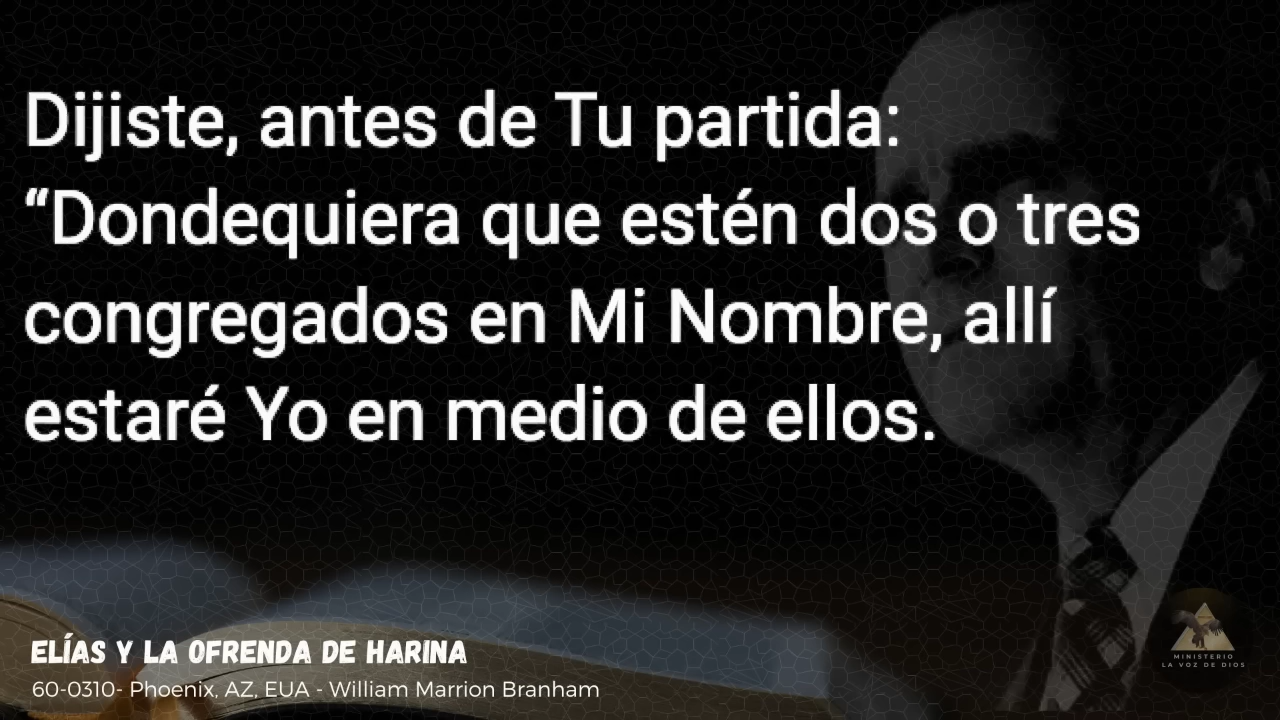 Dijiste, antes de Tu partida:
“Dondequiera que estén dos o tres
congregados en Mi Nombre, allí
estaré Yo en medio de ellos.
ELÍAS Y LA OFRENDA DE HARINA
60-0310- Phoenix, AZ, EUA - William Marrion Branham
MINISTERIO
LA VOZ DE DIOS